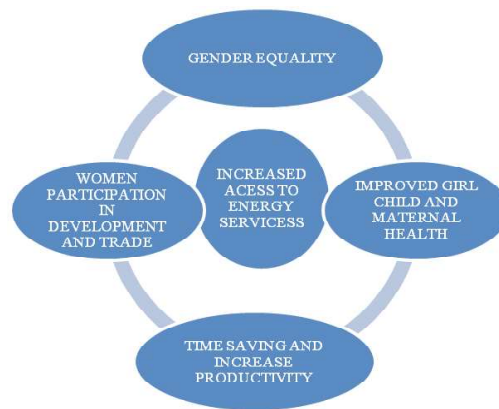 GENDER EQUALITY
WOMEN
PARTICIPATION
IN
DEVELOPMENT
AND TRADE
INCREASED
ACESS TO
ENERGY
SERVICESS
IMPROVED GIRL
CHILD AND
MATERNAL
HEALTH
TIME SAVING AND
INCREASE
PRODUCTIVITY